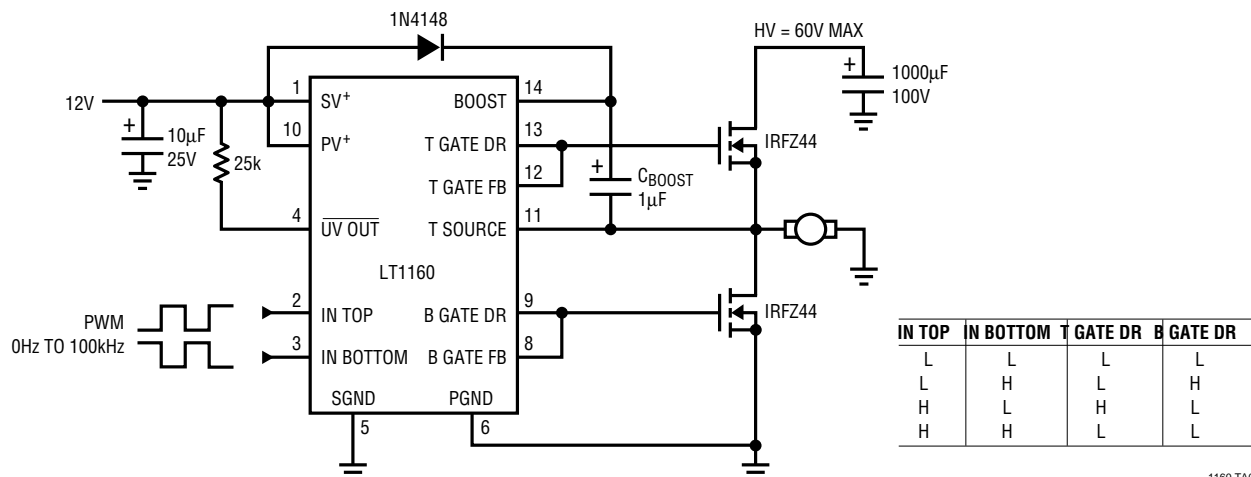 1N4148
HV = 60V MAX
+
1000µF
100V
12V
+
10µF
25V
25k
1
SV+
10
PV+
4
UV OUT
BOOST
14
T GATE DR
13
T GATE FB
12
T SOURCE
11
+
CBOOST
1µF
IRFZ44
LT1160
PWM
0Hz TO 100kHz
2
IN TOP
3
IN BOTTOM
B GATE DR
9
B GATE FB
8
IRFZ44
SGND
PGND
5
6
IN TOP IN BOTTOM T GATE DR B GATE DR
L L L L
L H L H
H L H L
H H L L